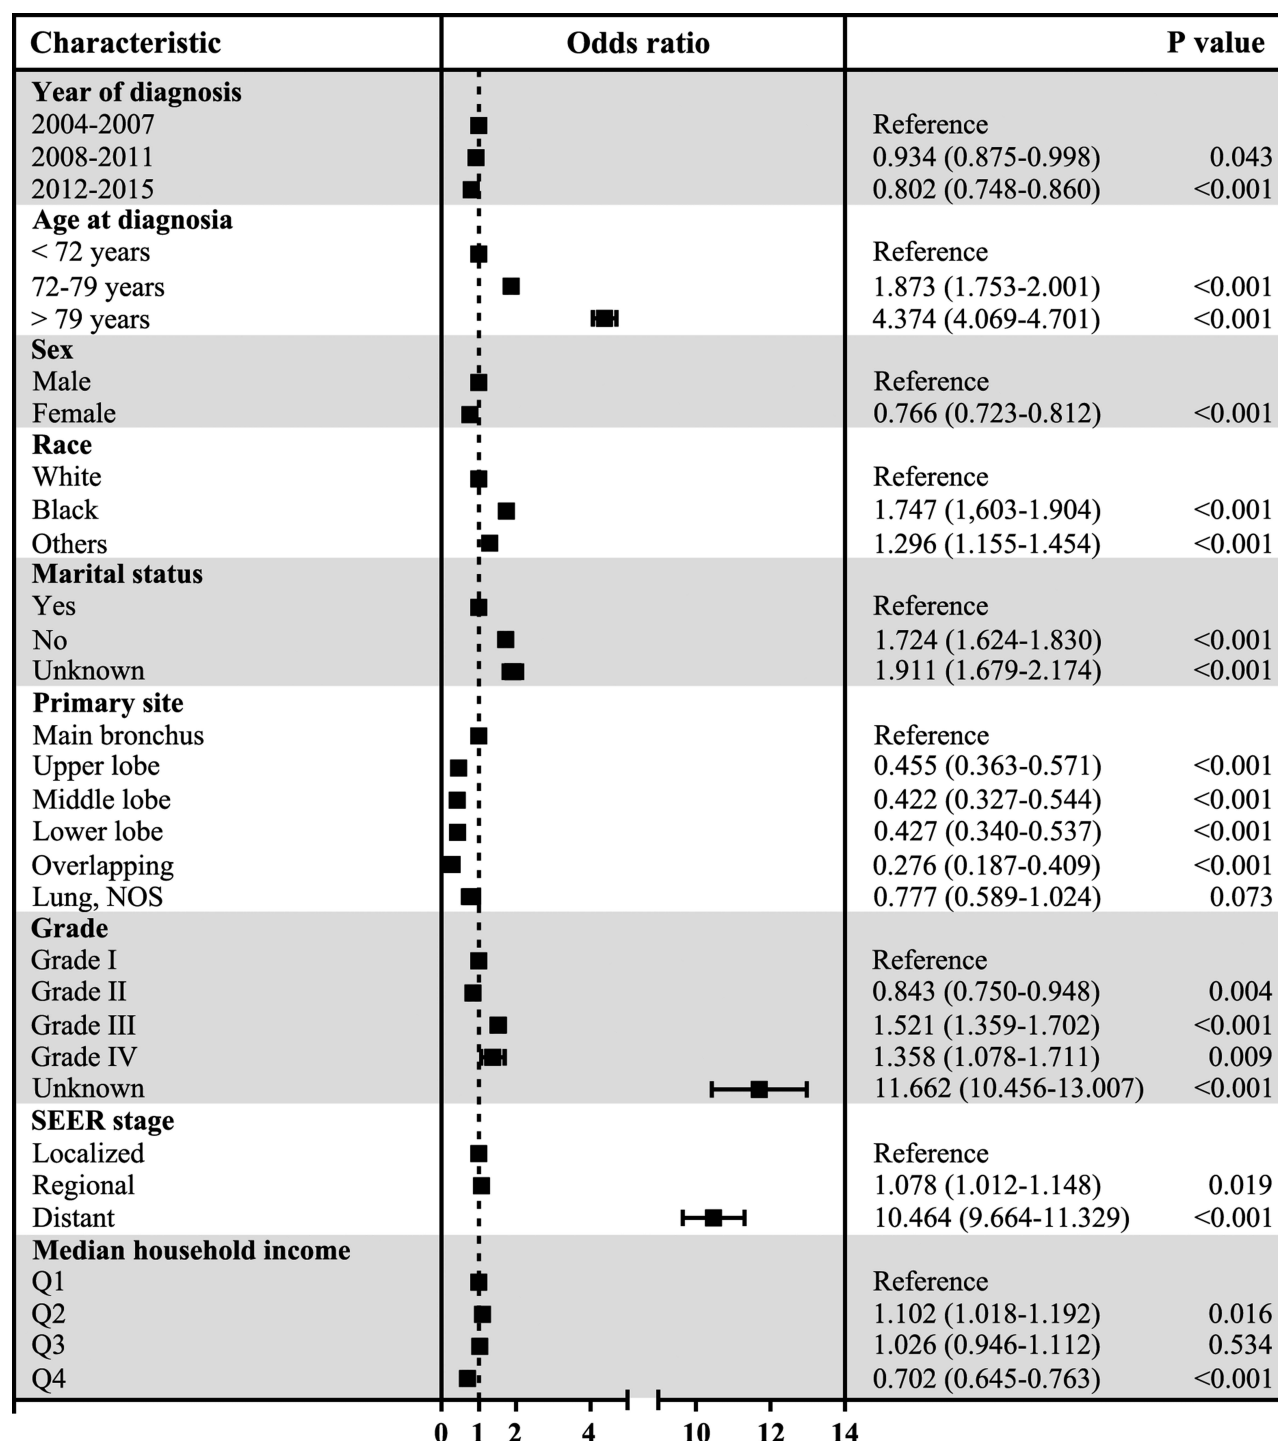 Characteristic Odds ratio P value
Year of diagnosis
2004-2007 Reference
2008-2011 0.934 (0.875-0.998) 0.043
2012-2015 0.802 (0.748-0.860) <0.001
Age at diagnosia
< 72 years Reference
72-79 years 1.873 (1.753-2.001) <0.001
> 79 years 4.374 (4.069-4.701) <0.001
Sex
Male Reference
Female 0.766 (0.723-0.812) <0.001
Race
White Reference
Black 1.747 (1,603-1.904) <0.001
Others 1.296 (1.155-1.454) <0.001
Marital status
Yes Reference
No 1.724 (1.624-1.830) <0.001
Unknown 1.911 (1.679-2.174) <0.001
Primary site
Main bronchus Reference
Upper lobe 0.455 (0.363-0.571) <0.001
Middle lobe 0.422 (0.327-0.544) <0.001
Lower lobe 0.427 (0.340-0.537) <0.001
Overlapping 0.276 (0.187-0.409) <0.001
Lung, NOS 0.777 (0.589-1.024) 0.073
Grade
Grade I Reference
Grade II 0.843 (0.750-0.948) 0.004
Grade III 1.521 (1.359-1.702) <0.001
Grade IV 1.358 (1.078-1.711) 0.009
Unknown 11.662 (10.456-13.007) <0.001
SEER stage
Localized Reference
Regional 1.078 (1.012-1.148) 0.019
Distant 10.464 (9.664-11.329) <0.001
Median household income
Q1 Reference
Q2 1.102 (1.018-1.192) 0.016
Q3 1.026 (0.946-1.112) 0.534
Q4 0.702 (0.645-0.763) <0.001
0 1 2 4 10 12 14